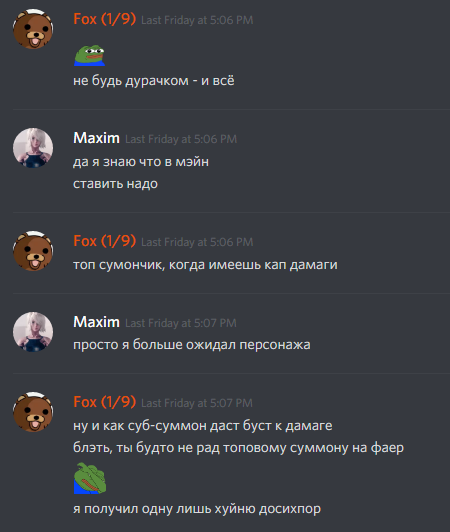 Fox (1/9) Last Friday at 5:06 PM
не будь дурачком - и всё
Maxim Last Friday at 5:06 PM
да я знаю что в мэйн
ставить надо
Fox (1/9) Last Friday at 5:06 PM
топ сумончик, когда имеешь кап дамаги
Maxim Last Friday at 5:07 PM
просто я больше ожидал персонажа
Fox (1/9) Last Friday at 5:07 PM
ну и как суб-суммон даст буст к дамаге
блэть, ты будто не рад топовому суммону на фаер
я получил одну лишь хуйню досихпор